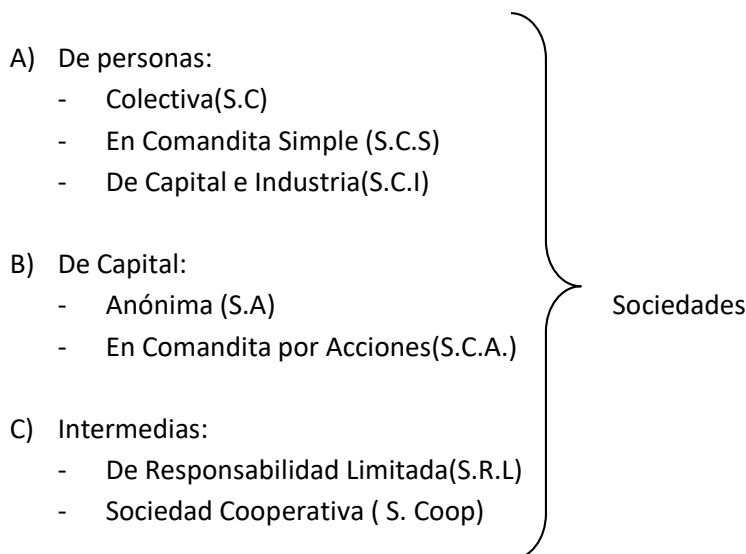 A) De personas:
- Colectiva(S.C)
- En Comandita Simple (S.C.S)
- De Capital e Industria(S.C.I)
B) De Capital:
- Anónima (S.A)
- En Comandita por Acciones(S.C.A.)
C) Intermedias:
- De Responsabilidad Limitada(S.R.L)
- Sociedad Cooperativa ( S. Coop)
Sociedades